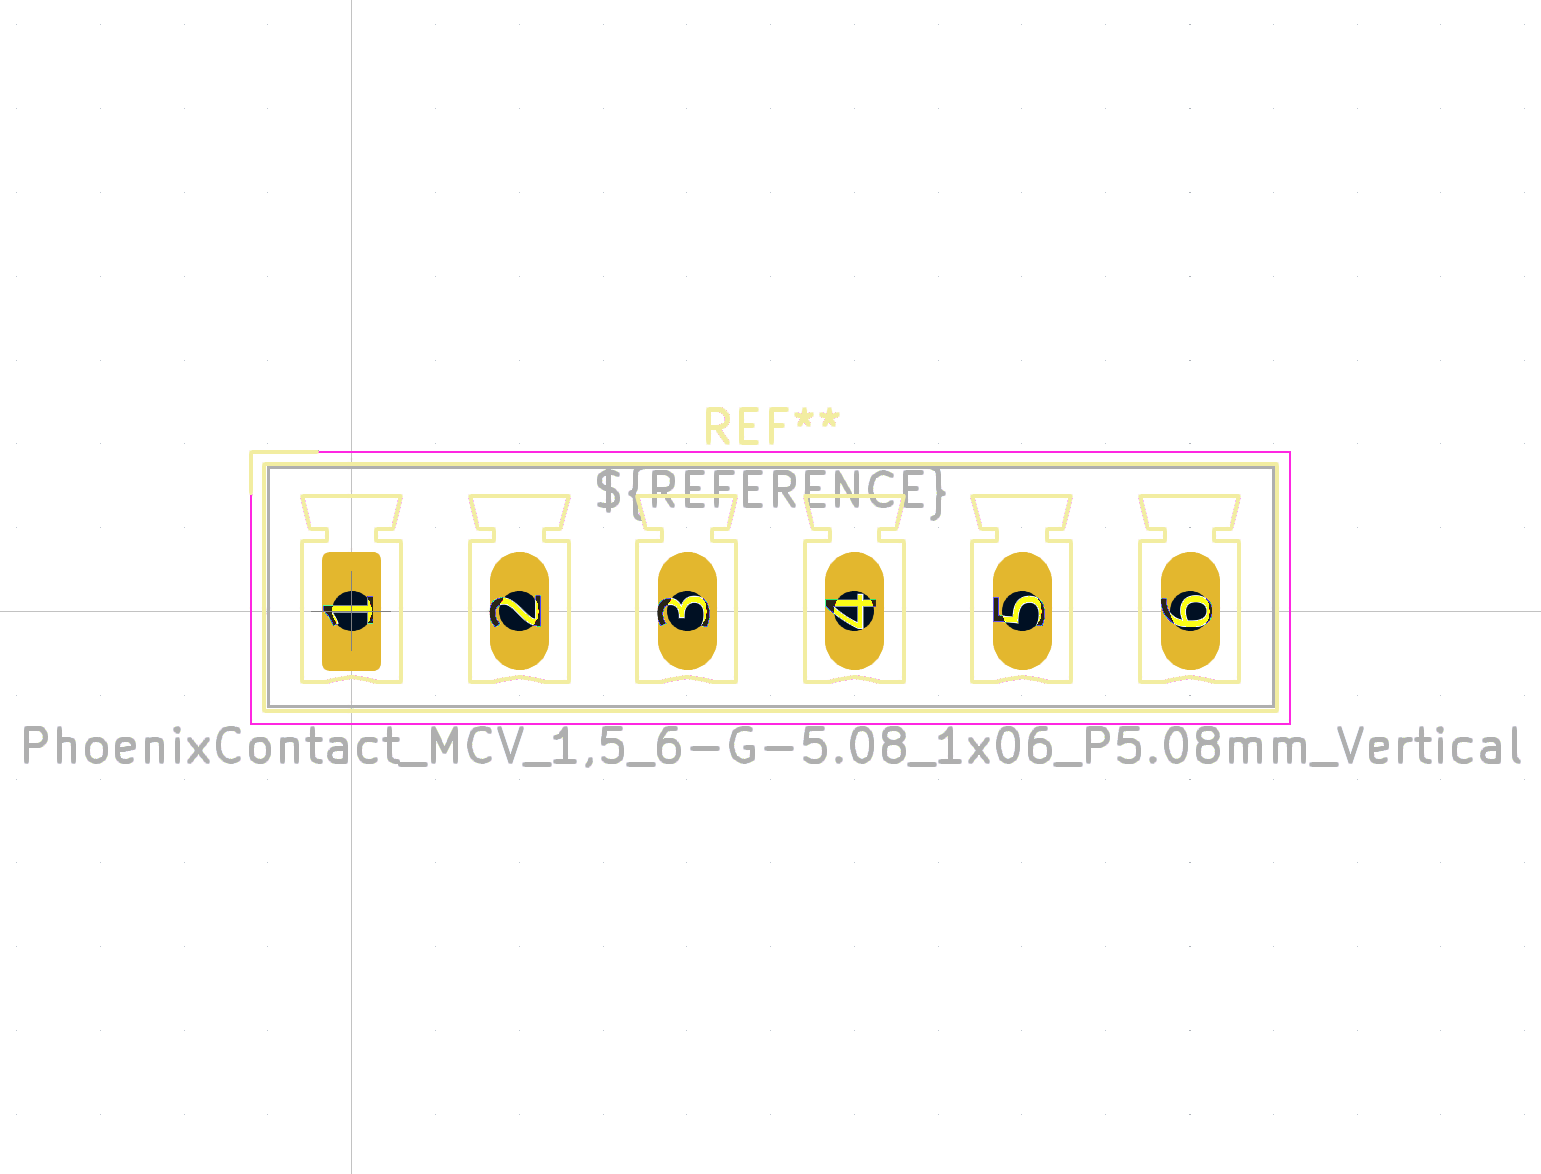 REF**
${REFERENCE}
1 2 3 4 5 6
PhoenixContact_MCV_1,5_6-G-5.08_1x06_P5.08mm_Vertical